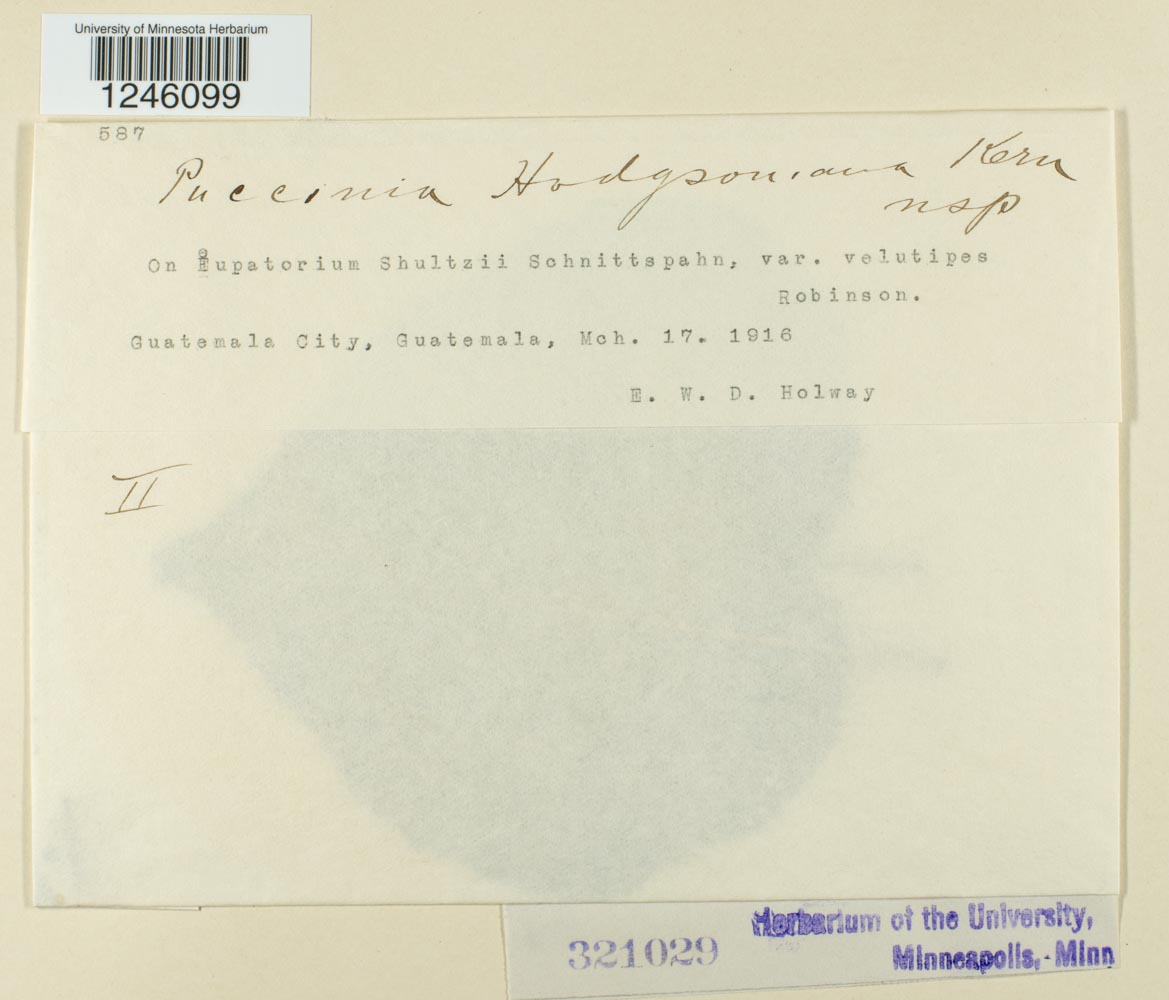 University of Minnesota Herbarium
1246099
587
Puccinia Hodgsoniana Kern
nsp
On Eupatorium Shultzii Schnittspahn, var. velutipes
Robinson.
Guatemala City, Guatemala, Mch. 17. 1916
E. W. D. Holway
II
321029
Herbarium of the University,
Minneapolis, - Minn